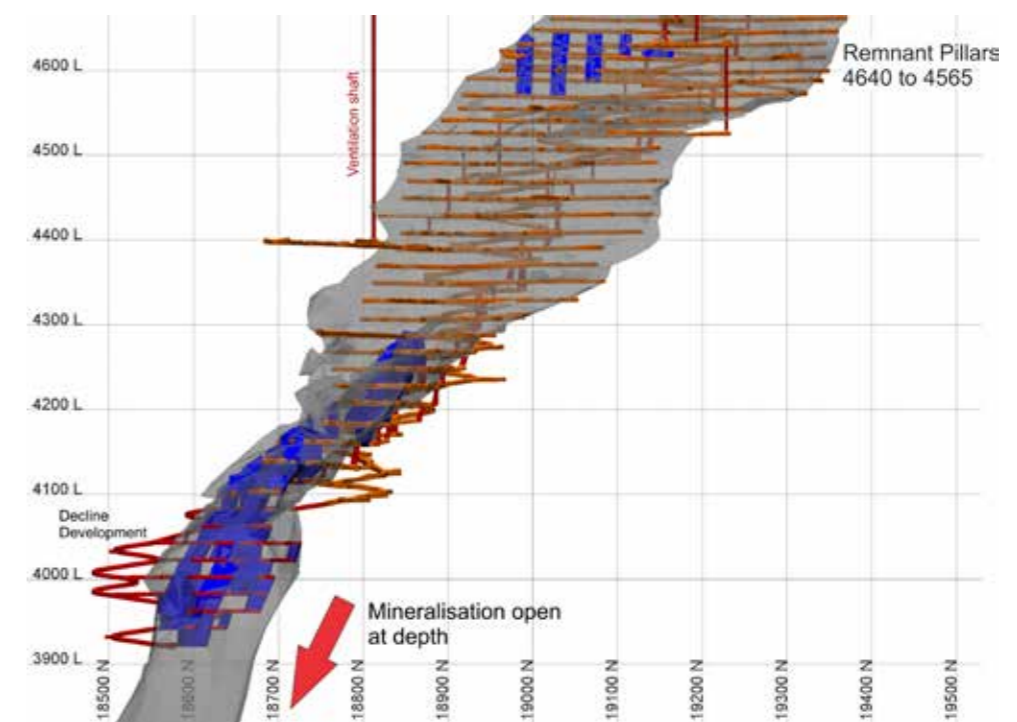 4600 L
Remnant Pillars
4640 to 4565
Ventilation shaft
4500 L
4400 L
4300 L
4200 L
4100 L
Decline
Development
4000 L
Mineralisation open
at depth
3900 L
18500 N
18600 N
18700 N
18800 N
18900 N
19000 N
19100 N
19200 N
19300 N
19400 N
19500 N